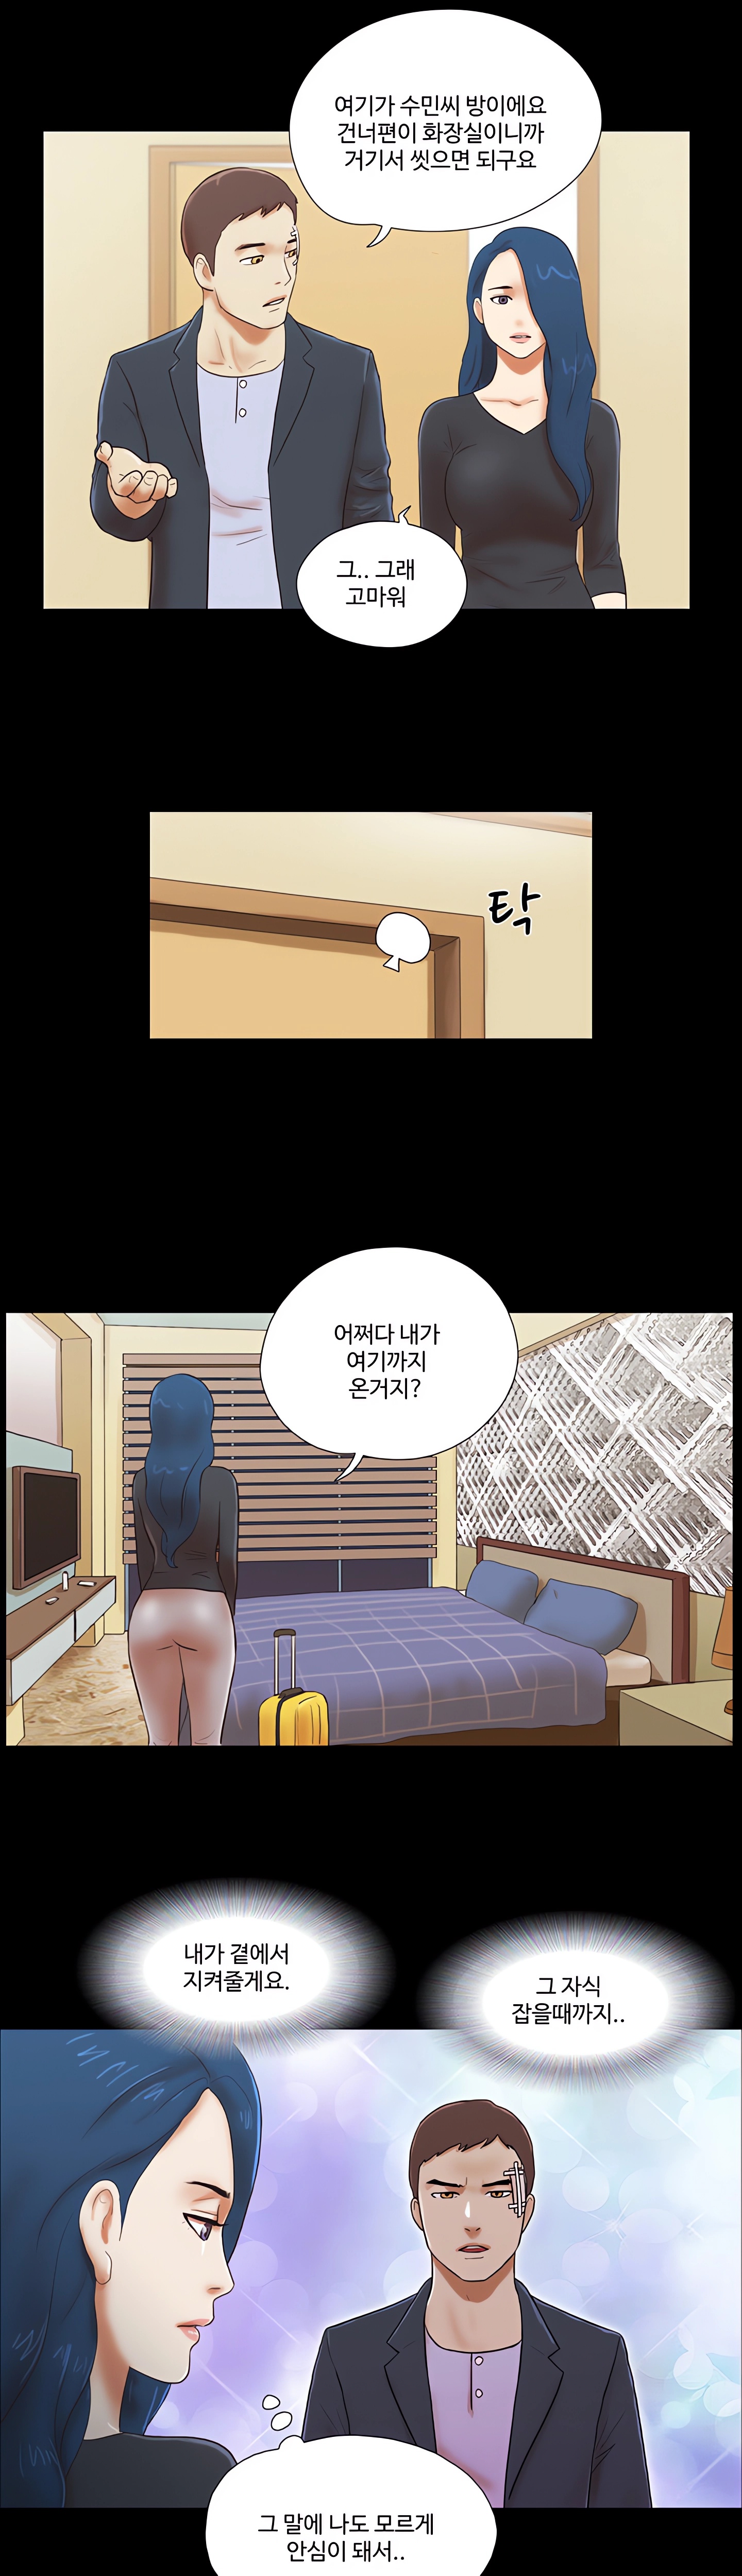 여기가 수민씨 방이에요
건너편이 화장실이니까
거기서 씻으면 되구요
그.. 그래
고마워
탁
어쩌다 내가
여기까지
온거지?
내가 곁에서
지켜줄게요.
그 자식
잡을때까지..
그 말에 나도 모르게
안심이 돼서..